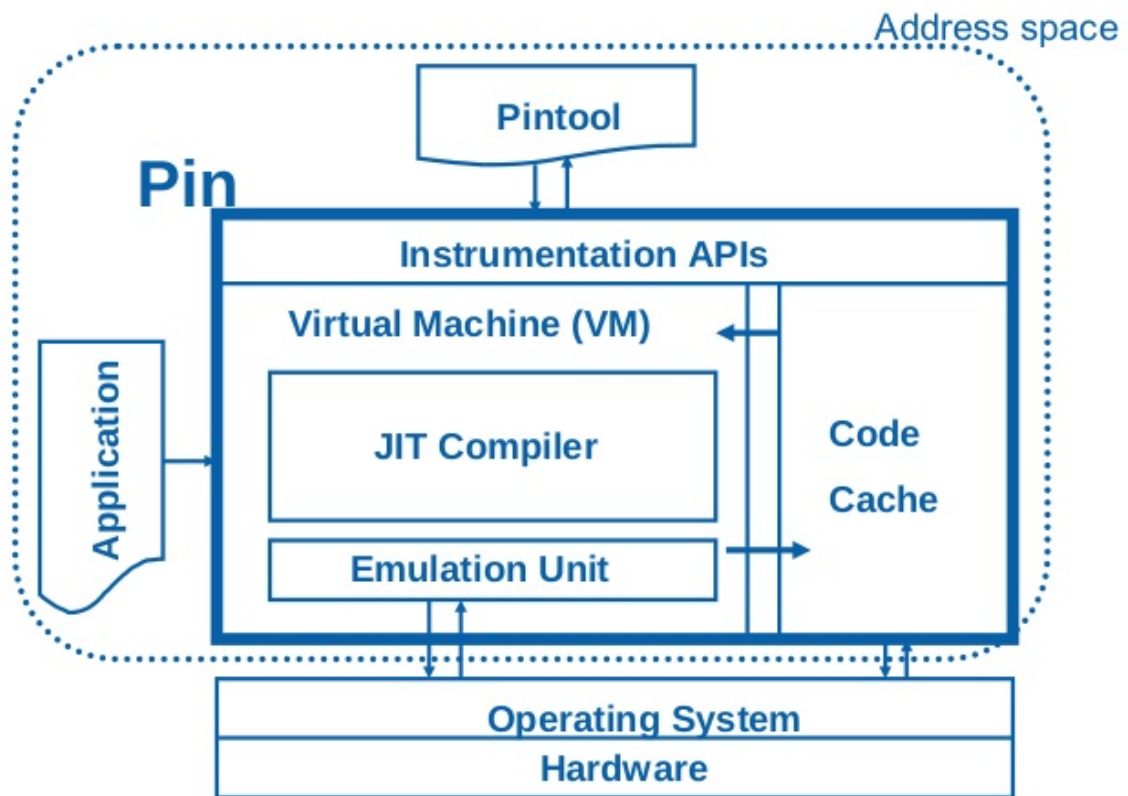 Address space
Pintool
Pin
Instrumentation APIs
Virtual Machine (VM)
Application
JIT Compiler
Code
Cache
Emulation Unit
Operating System
Hardware